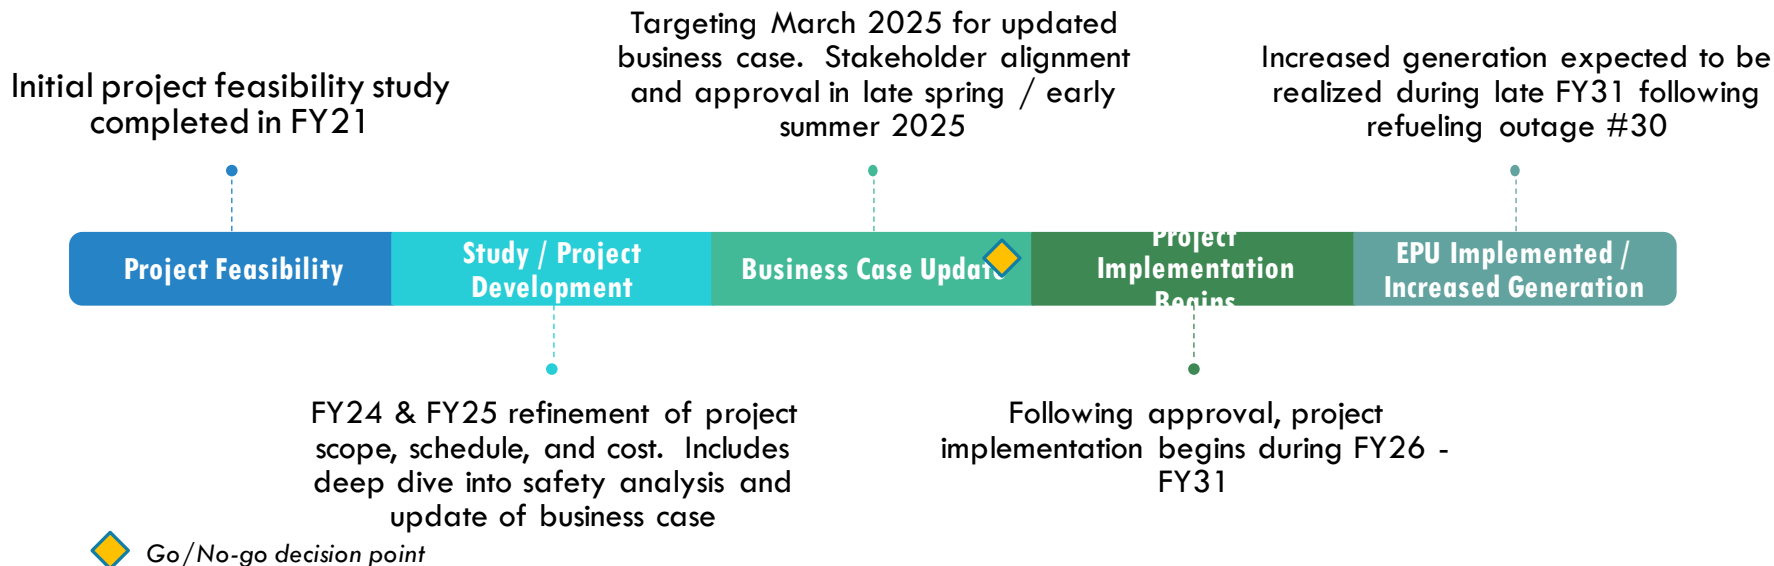 Initial project feasibility study
completed in FY21
Targeting March 2025 for updated
business case. Stakeholder alignment
and approval in late spring / early
summer 2025
Increased generation expected to be
realized during late FY31 following
refueling outage #30
Project Feasibility
Study / Project
Development
Business Case Update
Project
Implementation
Begins
EPU Implemented /
Increased Generation
FY24 & FY25 refinement of project
scope, schedule, and cost. Includes
deep dive into safety analysis and
update of business case
Following approval, project
implementation begins during FY26 -
FY31
Go/No-go decision point